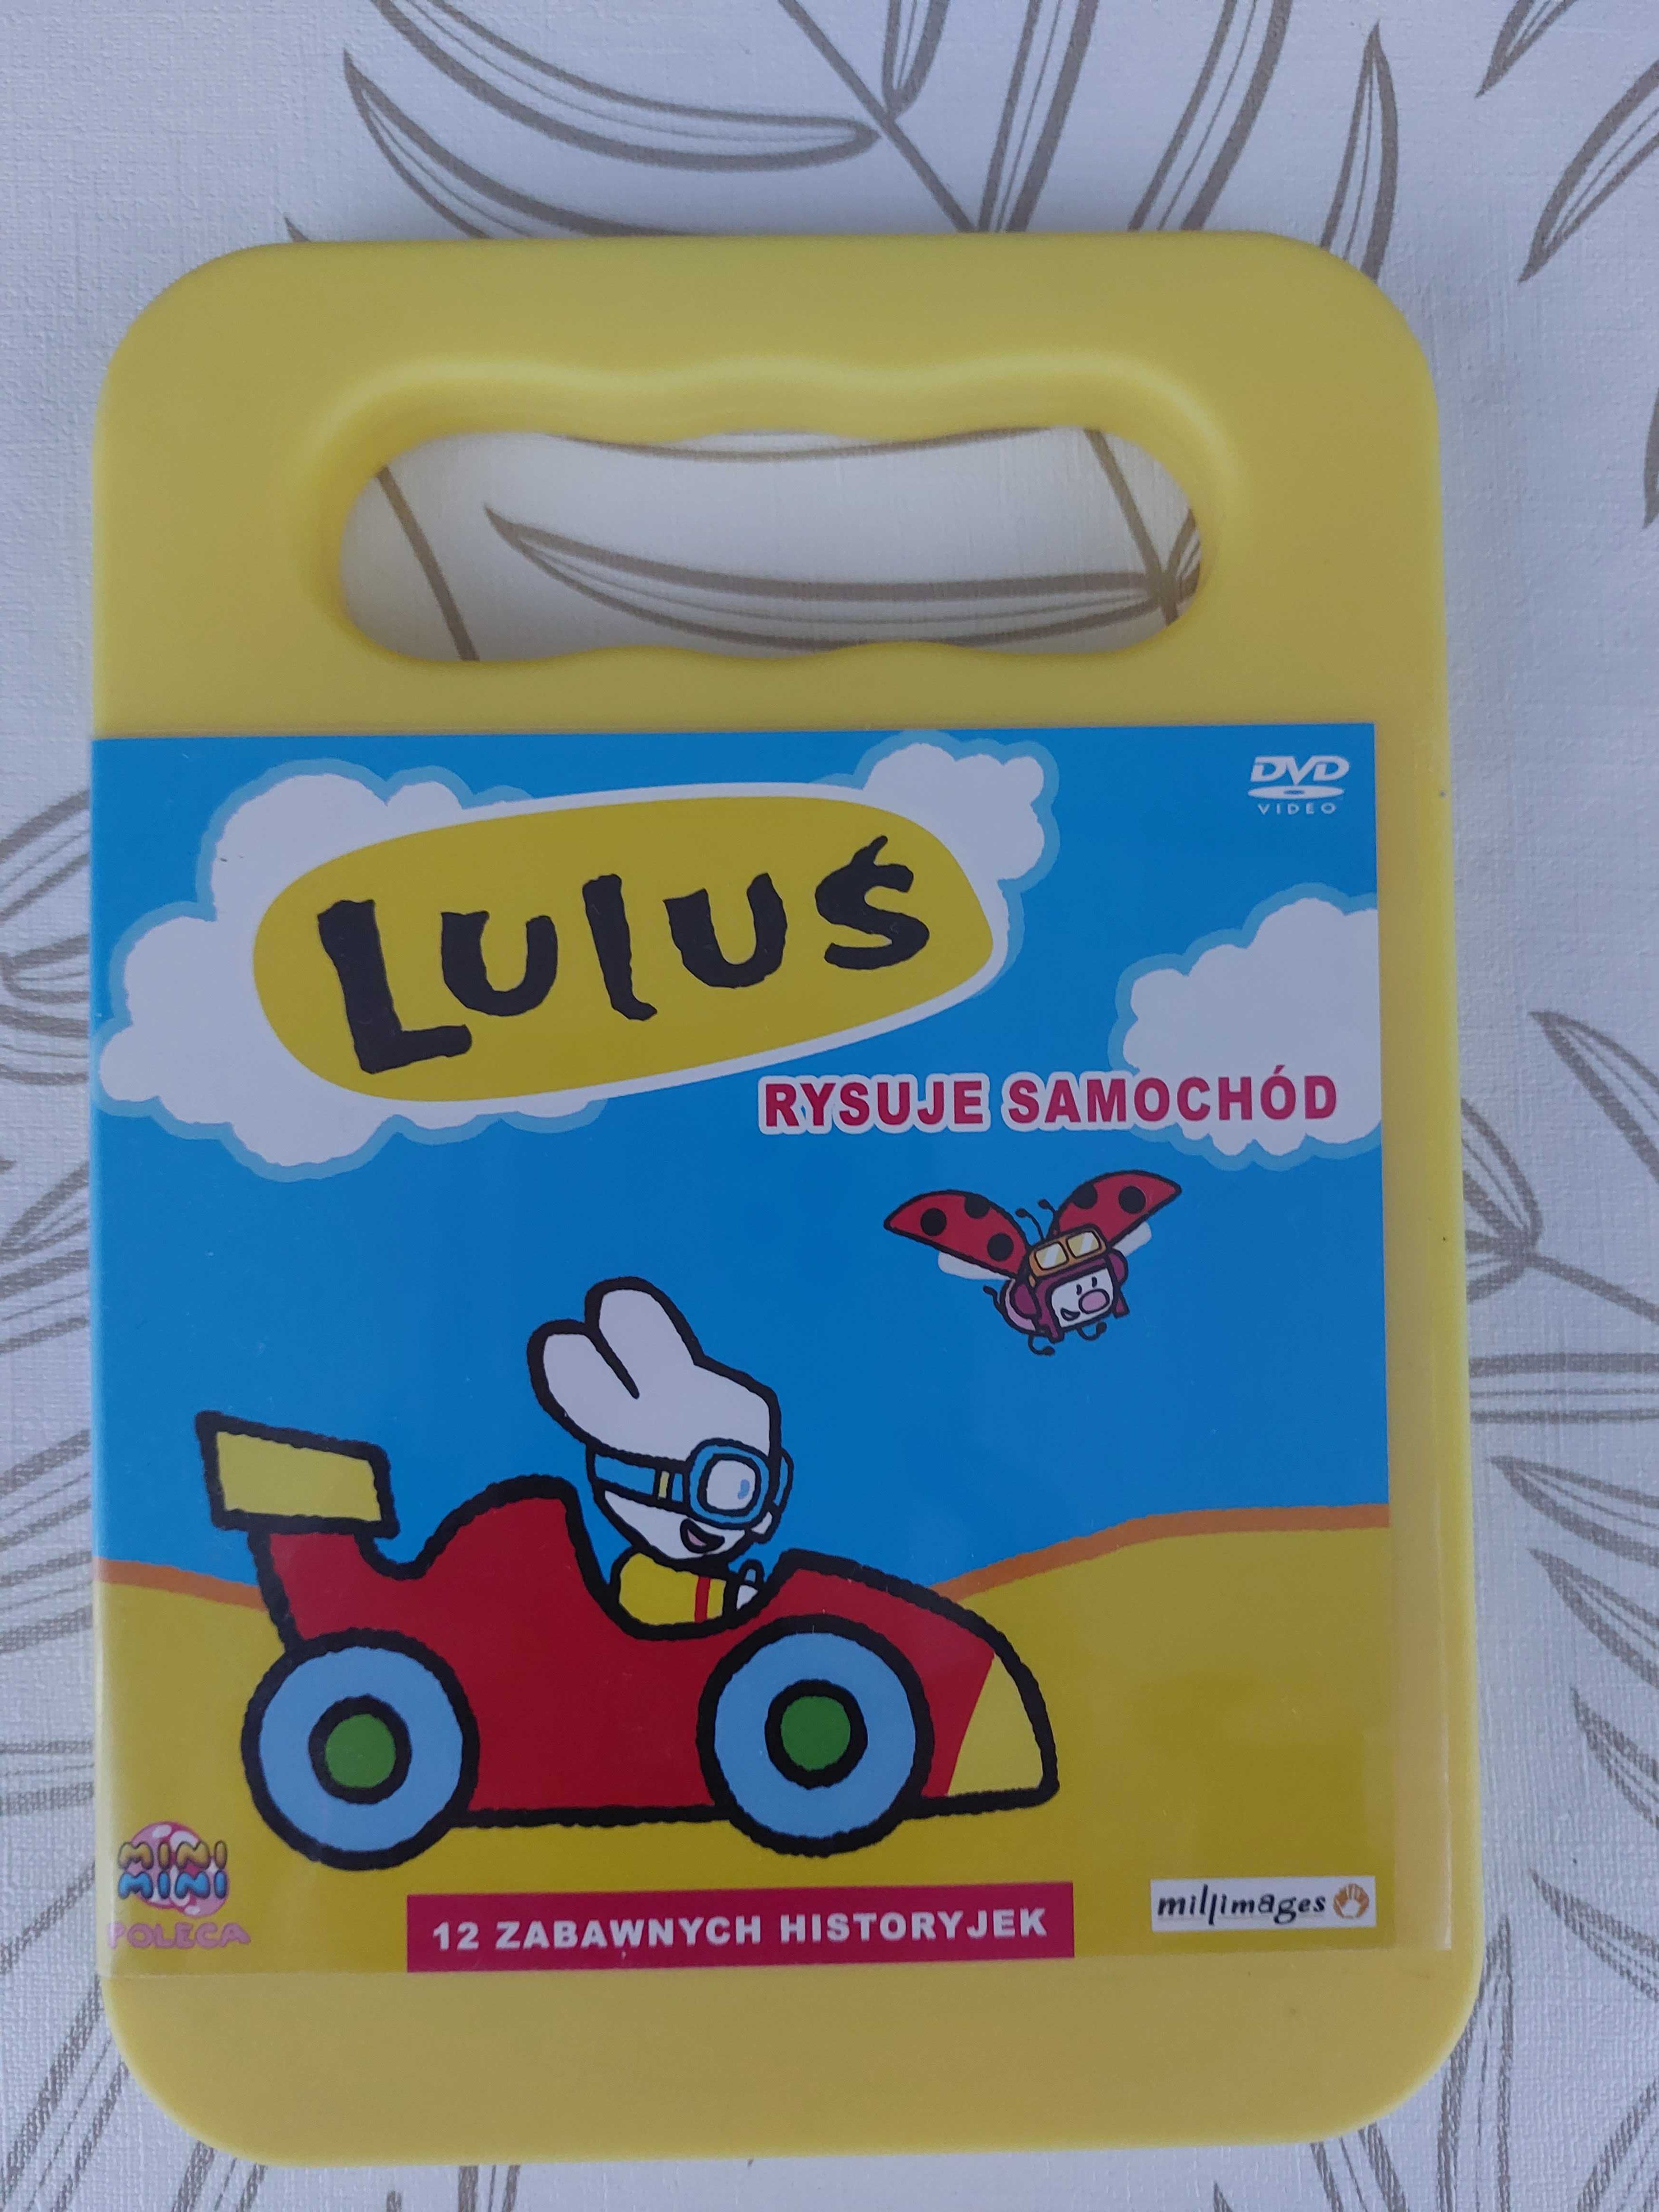 DVD
VIDEO
Luluś
RYSUJE SAMOCHÓD
MINI
MINI
POLECA
12 ZABAWNYCH HISTORYJEK
millimages